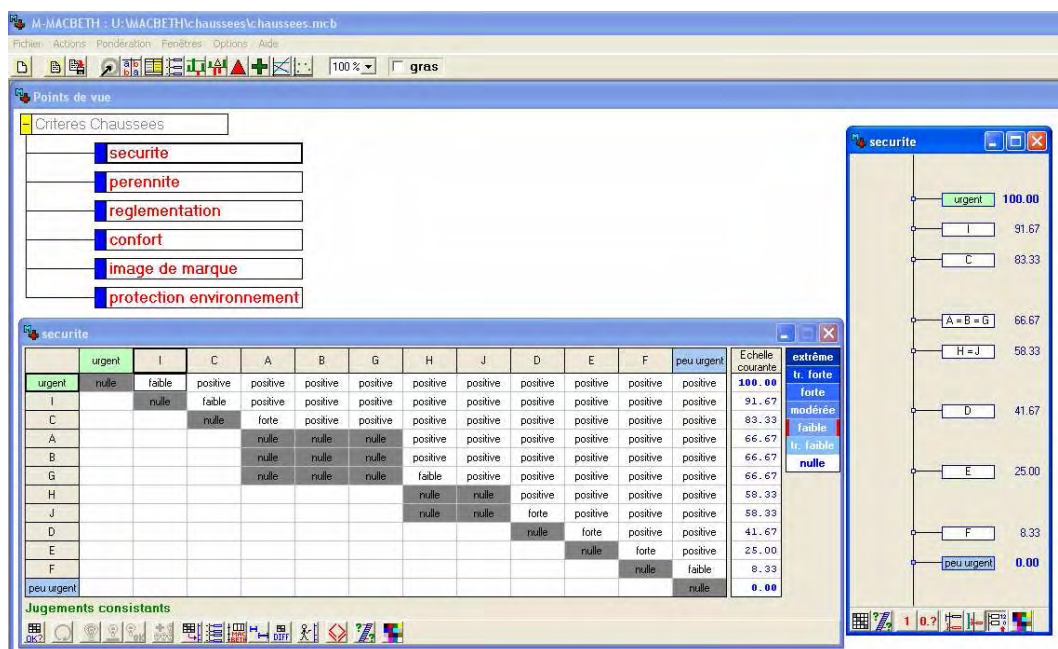 M-MACBETH : U:\MACBETH\chaussees\chaussees.mcb
Fichier Actions Pondération Fenêtres Options Aide
100 % gras
Points de vue
Criteres Chaussees
securite
perennite
reglementation
confort
image de marque
protection environnement
securite
urgent I C A B G H J D E F peu urgent Echelle courante
urgent nulle faible positive positive positive positive positive positive positive positive positive positive 100.00
I nulle faible positive positive positive positive positive positive positive positive positive 91.67
C nulle forte positive positive positive positive positive positive positive positive 83.33
A nulle nulle nulle positive positive positive positive positive positive 66.67
B nulle nulle nulle positive positive positive positive positive positive 66.67
G nulle nulle nulle faible positive positive positive positive positive 66.67
H nulle nulle positive positive positive positive 58.33
J nulle nulle forte positive positive positive 58.33
D nulle forte positive positive 41.67
E nulle forte positive 25.00
F nulle faible 8.33
peu urgent nulle 0.00
extrême
tr. forte
forte
modérée
faible
tr. faible
nulle
Jugements consistants
OK? DIFF
securite
urgent 100.00
I 91.67
C 83.33
A = B = G 66.67
H = J 58.33
D 41.67
E 25.00
F 8.33
peu urgent 0.00
1 0.?